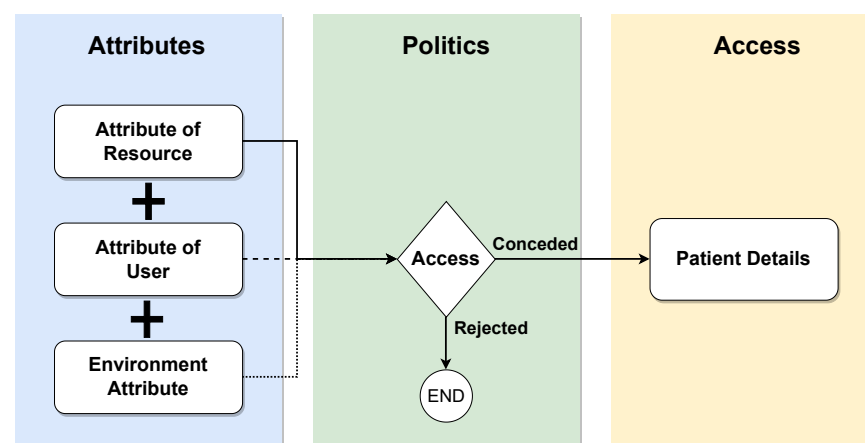 Attributes
Politics
Access
Attribute of
Resource
+
Attribute of
User
+
Environment
Attribute
Access
Conceded
Rejected
END
Patient Details